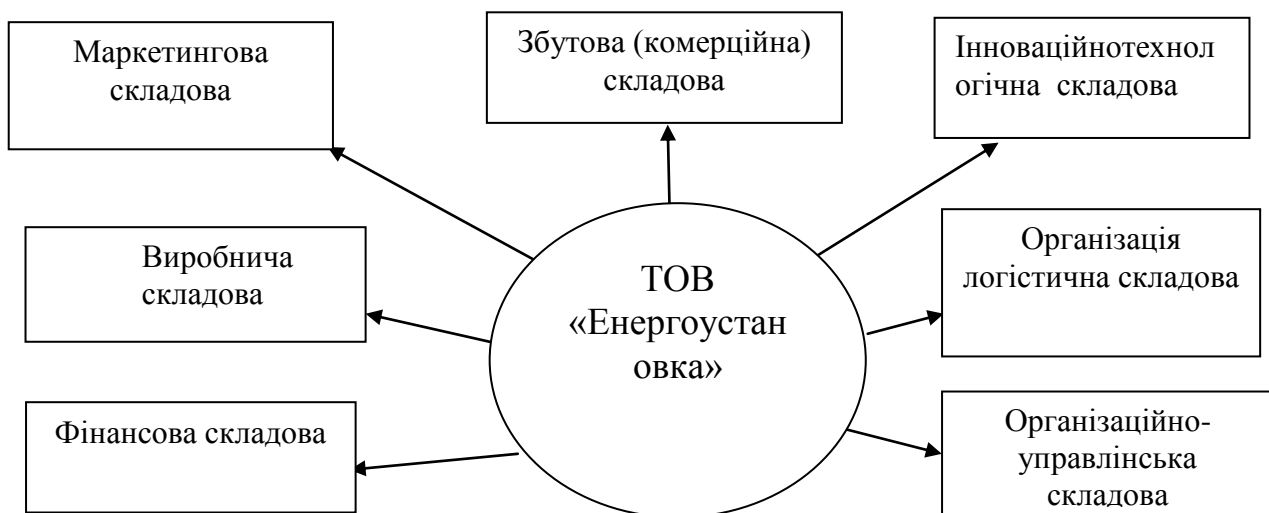 Маркетингова
складова
Збутова (комерційна)
складова
Інноваційнотехнол
огічна складова
Виробнича
складова
ТОВ
«Енергоустан
овка»
Організація
логістична складова
Фінансова складова
Організаційно-
управлінська
складова